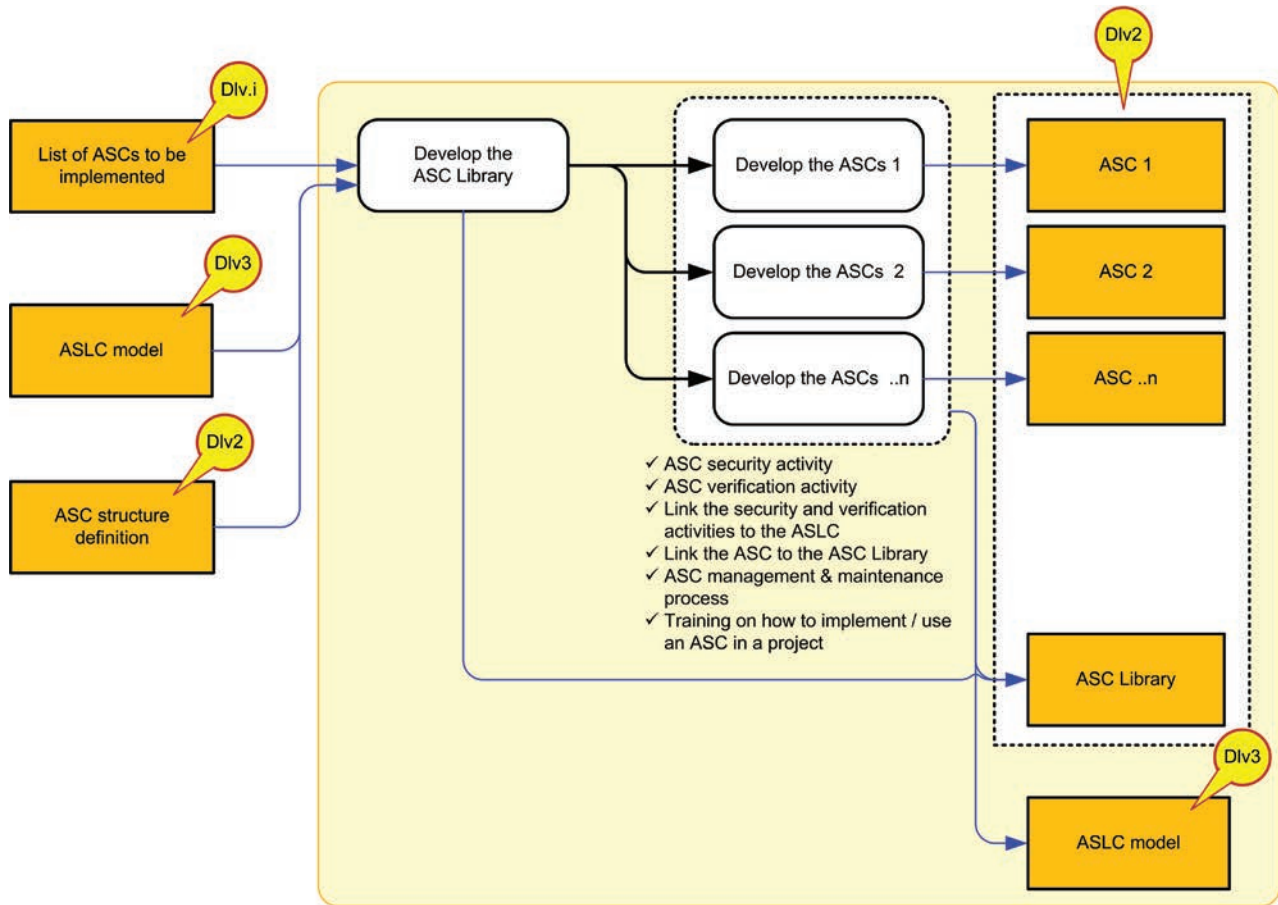 Dlv2
Dlv.i
List of ASCs to be
implemented
Develop the
ASC Library
Develop the ASCs 1
ASC 1
Dlv3
ASLC model
Develop the ASCs 2
ASC 2
Develop the ASCs ..n
ASC ..n
Dlv2
ASC structure
definition
✓ ASC security activity
✓ ASC verification activity
✓ Link the security and verification
activities to the ASLC
✓ Link the ASC to the ASC Library
✓ ASC management & maintenance
process
✓ Training on how to implement / use
an ASC in a project
ASC Library
Dlv3
ASLC model